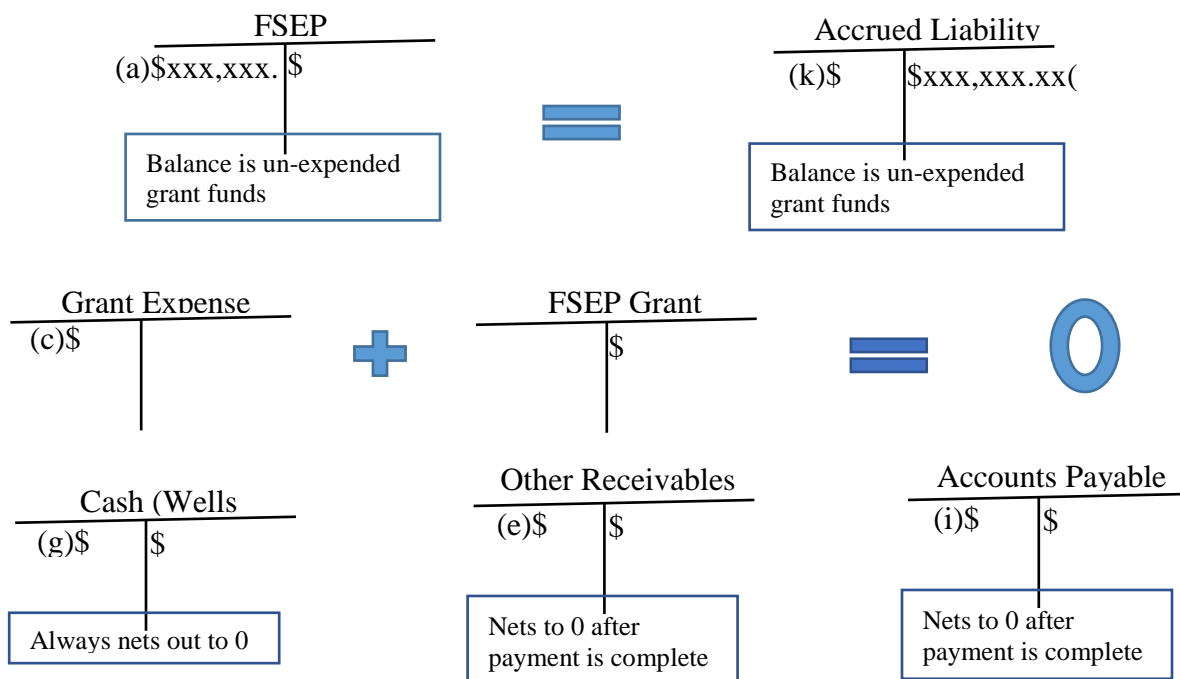 FSEP
Accrued Liability
(a)$xxx,xxx. $
(k)$ $xxx,xxx.xx(
Balance is un-expended
grant funds
Balance is un-expended
grant funds
Grant Expense
FSEP Grant
(c)$
$
Cash (Wells
Other Receivables
Accounts Payable
(g)$ $
(e)$ $
(i)$ $
Always nets out to 0
Nets to 0 after
payment is complete
Nets to 0 after
payment is complete